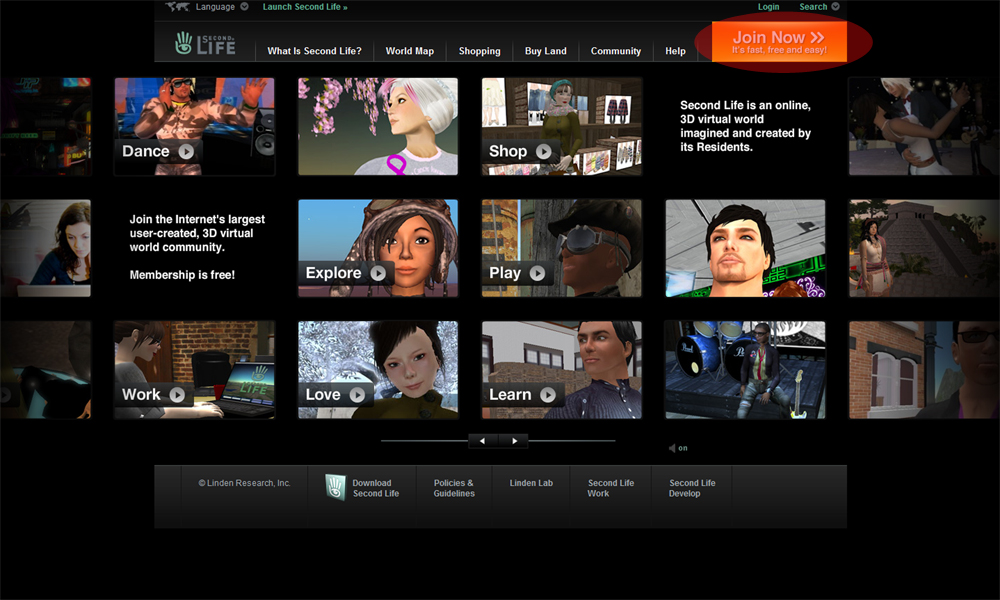 Language
Launch Second Life »
Login
Search
SECOND
LIFE
What Is Second Life?
World Map
Shopping
Buy Land
Community
Help
Join Now »
It's fast, free and easy!
Dance
Shop
Second Life is an online,
3D virtual world
imagined and created by
its Residents.
Join the Internet's largest
user-created, 3D virtual
world community.
Membership is free!
Explore
Play
Work
LIFE
Love
Learn
on
© Linden Research, Inc.
Download
Second Life
Policies &
Guidelines
Linden Lab
Second Life
Work
Second Life
Develop